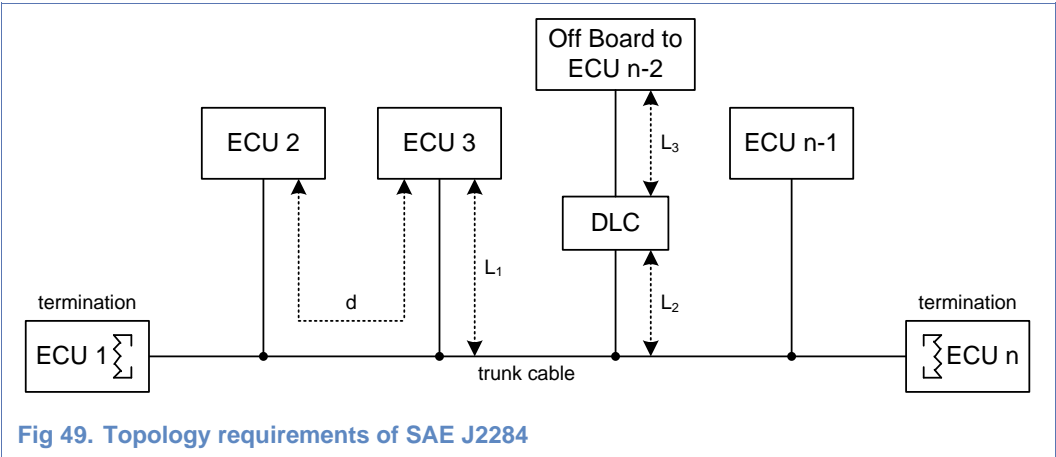 Off Board to
ECU n-2
ECU 2
ECU 3
ECU n-1
L₃
DLC
L₁
L₂
termination
d
termination
ECU 1
ECU n
trunk cable
Fig 49. Topology requirements of SAE J2284